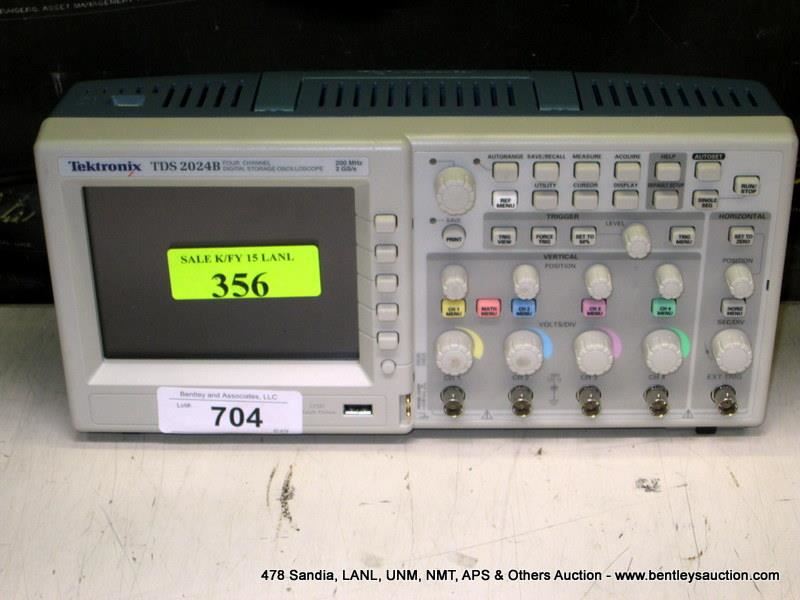 Tektronix TDS 2024B FOUR CHANNEL DIGITAL STORAGE OSCILLOSCOPE 200 MHz 2 GS/s
AUTORANGE SAVE/RECALL MEASURE ACQUIRE HELP AUTOSET
REF MENU UTILITY CURSOR DISPLAY DEFAULT SETUP SINGLE SEQ RUN/STOP
SAVE
PRINT
TRIGGER
LEVEL
TRIG VIEW FORCE TRIG SET TO 50% TRIG MENU
HORIZONTAL
SET TO ZERO
VERTICAL
POSITION
POSITION
CH 1 MENU MATH MENU CH 2 MENU CH 3 MENU CH 4 MENU HORIZ MENU
VOLTS/DIV
SEC/DIV
CH 1 CH 2 CH 3 CH 4 EXT TRIG
SALE K/FY 15 LANL
356
Bentley and Associates, LLC
Lot#.
704
478 Sandia, LANL, UNM, NMT, APS & Others Auction - www.bentleysauction.com